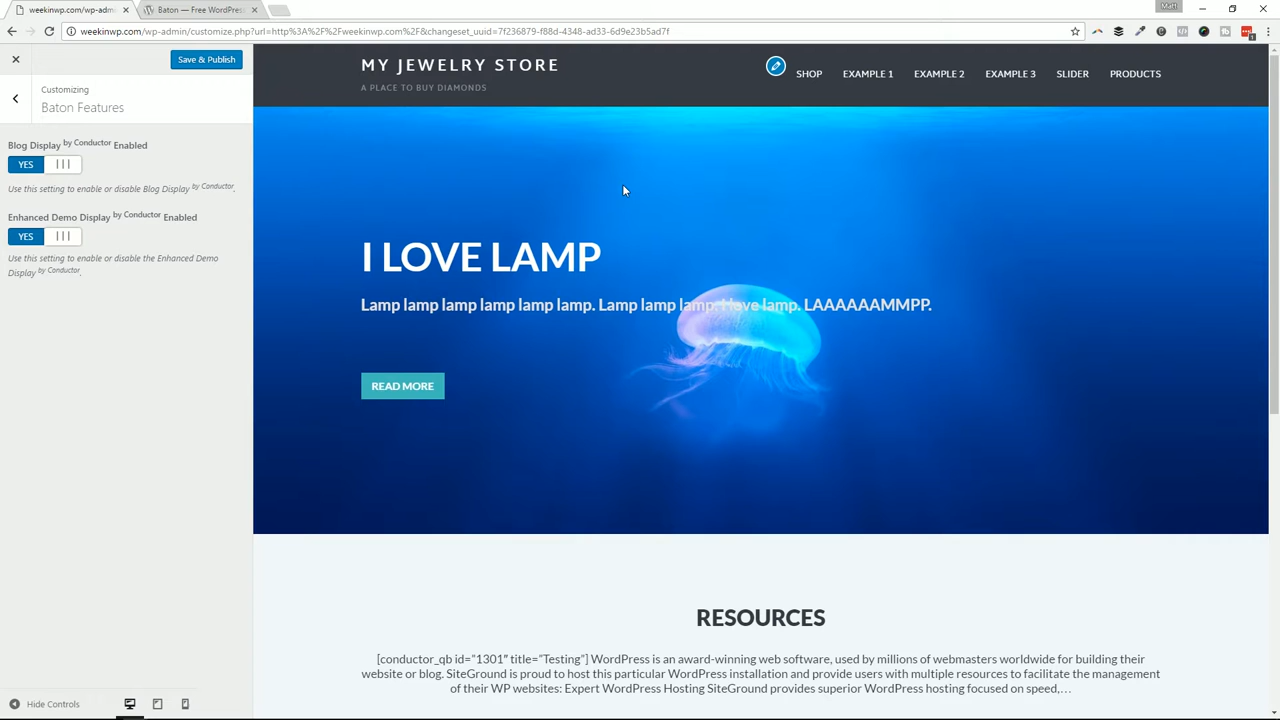 weekinwp.com/wp-adm
Baton — Free WordPres
Matt
weekinwp.com/wp-admin/customize.php?url=http%3A%2F%2Fweekinwp.com%2F&changeset_uuid=7f236879-f88d-4348-ad33-6d9e23b5ad7f
Save & Publish
Customizing
Baton Features
Blog Display by Conductor Enabled
YES
Use this setting to enable or disable Blog Display by Conductor.
Enhanced Demo Display by Conductor Enabled
YES
Use this setting to enable or disable the Enhanced Demo
Display by Conductor.
Hide Controls
MY JEWELRY STORE
A PLACE TO BUY DIAMONDS
SHOP EXAMPLE 1 EXAMPLE 2 EXAMPLE 3 SLIDER PRODUCTS
I LOVE LAMP
Lamp lamp lamp lamp lamp lamp. Lamp lamp lamp. I love lamp. LAAAAAAMMPP.
READ MORE
RESOURCES
[conductor_qb id="1301" title="Testing"] WordPress is an award-winning web software, used by millions of webmasters worldwide for building their
website or blog. SiteGround is proud to host this particular WordPress installation and provide users with multiple resources to facilitate the management
of their WP websites: Expert WordPress Hosting SiteGround provides superior WordPress hosting focused on speed,…